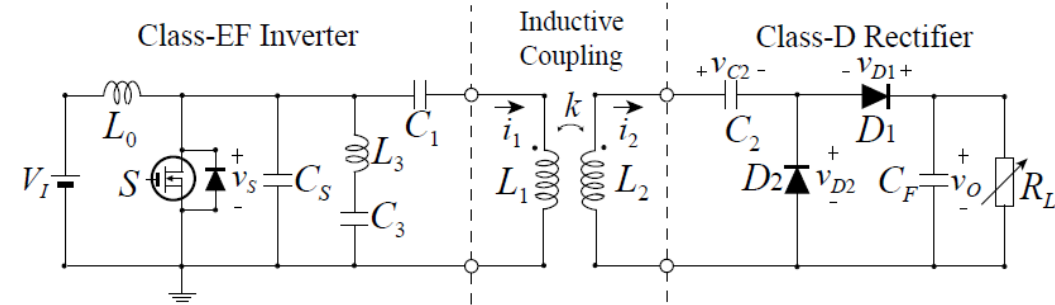 Class-EF Inverter
Inductive
Coupling
Class-D Rectifier
L0
VI
S
+
vS
-
CS
L3
C3
C1
i1
k
i2
L1
L2
+ vC2 -
C2
- vD1 +
D1
D2
+
vD2
-
CF
+
vO
-
RL